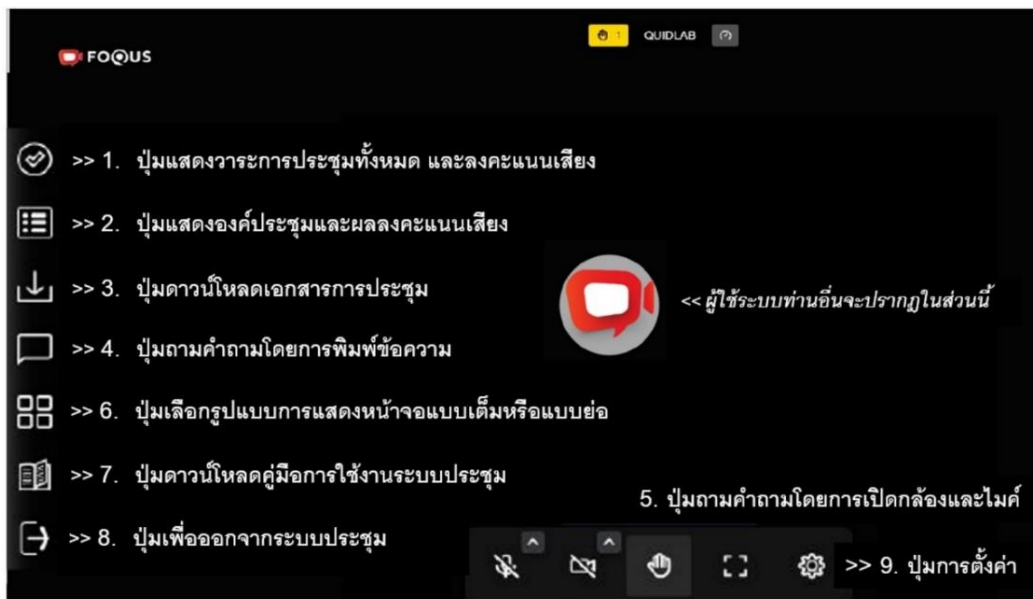 FOQUS
1 QUIDLAB
>> 1. ปุ่มแสดงวาระการประชุมทั้งหมด และลงคะแนนเสียง
>> 2. ปุ่มแสดงองค์ประชุมและผลลงคะแนนเสียง
>> 3. ปุ่มดาวน์โหลดเอกสารการประชุม
<< ผู้ใช้ระบบท่านอื่นจะปรากฏในส่วนนี้
>> 4. ปุ่มถามคำถามโดยการพิมพ์ข้อความ
>> 6. ปุ่มเลือกรูปแบบการแสดงหน้าจอแบบเต็มหรือแบบย่อ
>> 7. ปุ่มดาวน์โหลดคู่มือการใช้งานระบบประชุม
5. ปุ่มถามคำถามโดยการเปิดกล้องและไมค์
>> 8. ปุ่มเพื่อออกจากระบบประชุม
>> 9. ปุ่มการตั้งค่า